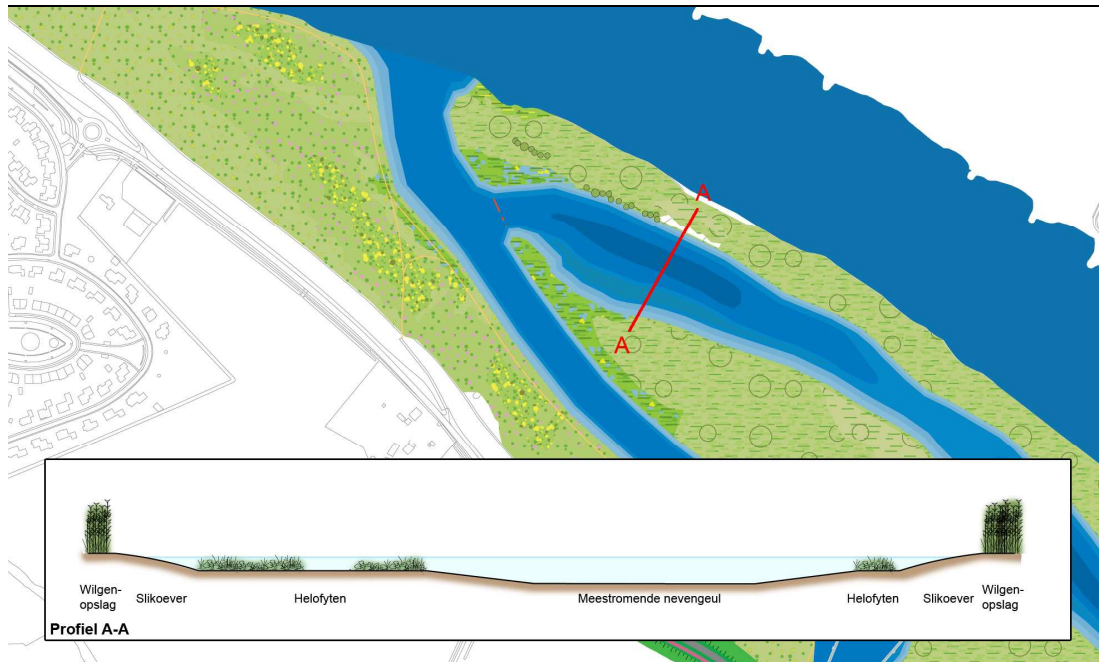 A
A
Wilgen-
opslag
Slikoever
Helofyten
Meestromende nevengeul
Helofyten
Slikoever
Wilgen-
opslag
Profiel A-A